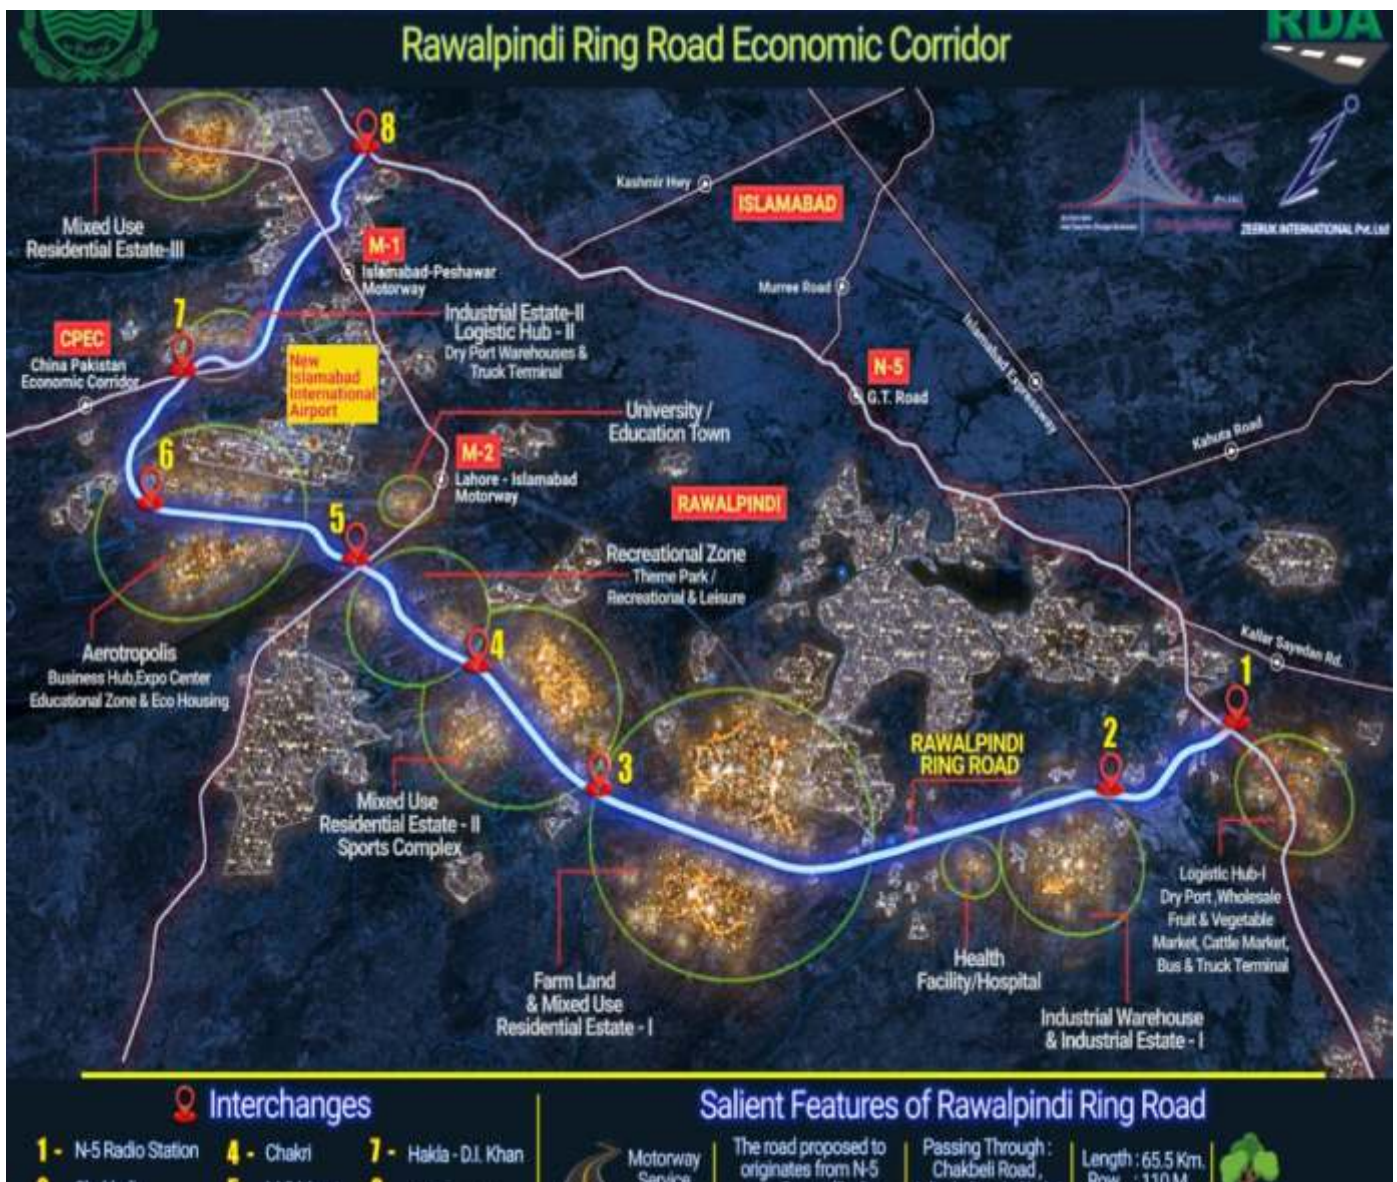 Rawalpindi Ring Road Economic Corridor
RDA
8
Kashmir Hwy
ISLAMABAD
ZEERUK INTERNATIONAL Pvt. Ltd
Mixed Use
Residential Estate-III
M-1
Islamabad-Peshawar
Motorway
Murree Road
7
Industrial Estate-II
Logistic Hub - II
Dry Port Warehouses &
Truck Terminal
CPEC
China Pakistan
Economic Corridor
New
Islamabad
International
Airport
Islamabad Expressway
N-5
G.T. Road
University /
Education Town
Kahuta Road
6
M-2
Lahore - Islamabad
Motorway
RAWALPINDI
5
Recreational Zone
Theme Park /
Recreational & Leisure
4
Kallar Sayedan Rd.
Aerotropolis
Business Hub,Expo Center
Educational Zone & Eco Housing
1
2
RAWALPINDI
RING ROAD
3
Mixed Use
Residential Estate - II
Sports Complex
Logistic Hub-I
Dry Port ,Wholesale
Fruit & Vegetable
Market, Cattle Market,
Bus & Truck Terminal
Health
Facility/Hospital
Farm Land
& Mixed Use
Residential Estate - I
Industrial Warehouse
& Industrial Estate - I
Interchanges
1 - N-5 Radio Station
4 - Chakri
7 - Hakla - D.I. Khan
Salient Features of Rawalpindi Ring Road
Motorway
Service
The road proposed to
originates from N-5
Passing Through :
Chakbeli Road ,
Length : 65.5 Km.
Row : 110 M